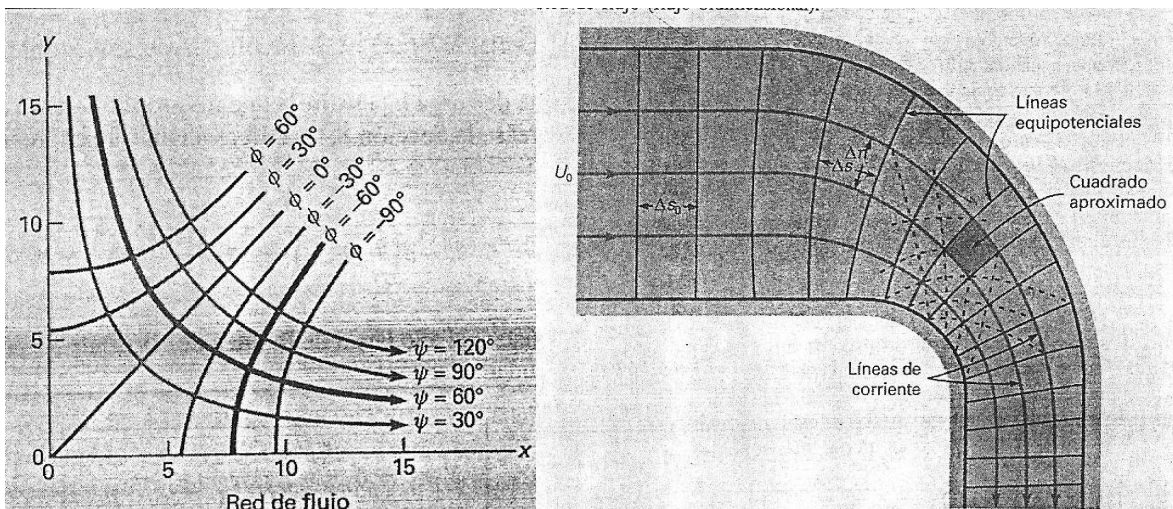 y
15
10
5
0
0
5
10
15
x
ϕ = 60°
ϕ = 30°
ϕ = 0°
ϕ = –30°
ϕ = –60°
ϕ = –90°
ψ = 120°
ψ = 90°
ψ = 60°
ψ = 30°
Red de flujo
U₀
Δs₀
Δn
Δs
Líneas
equipotenciales
Cuadrado
aproximado
Líneas de
corriente